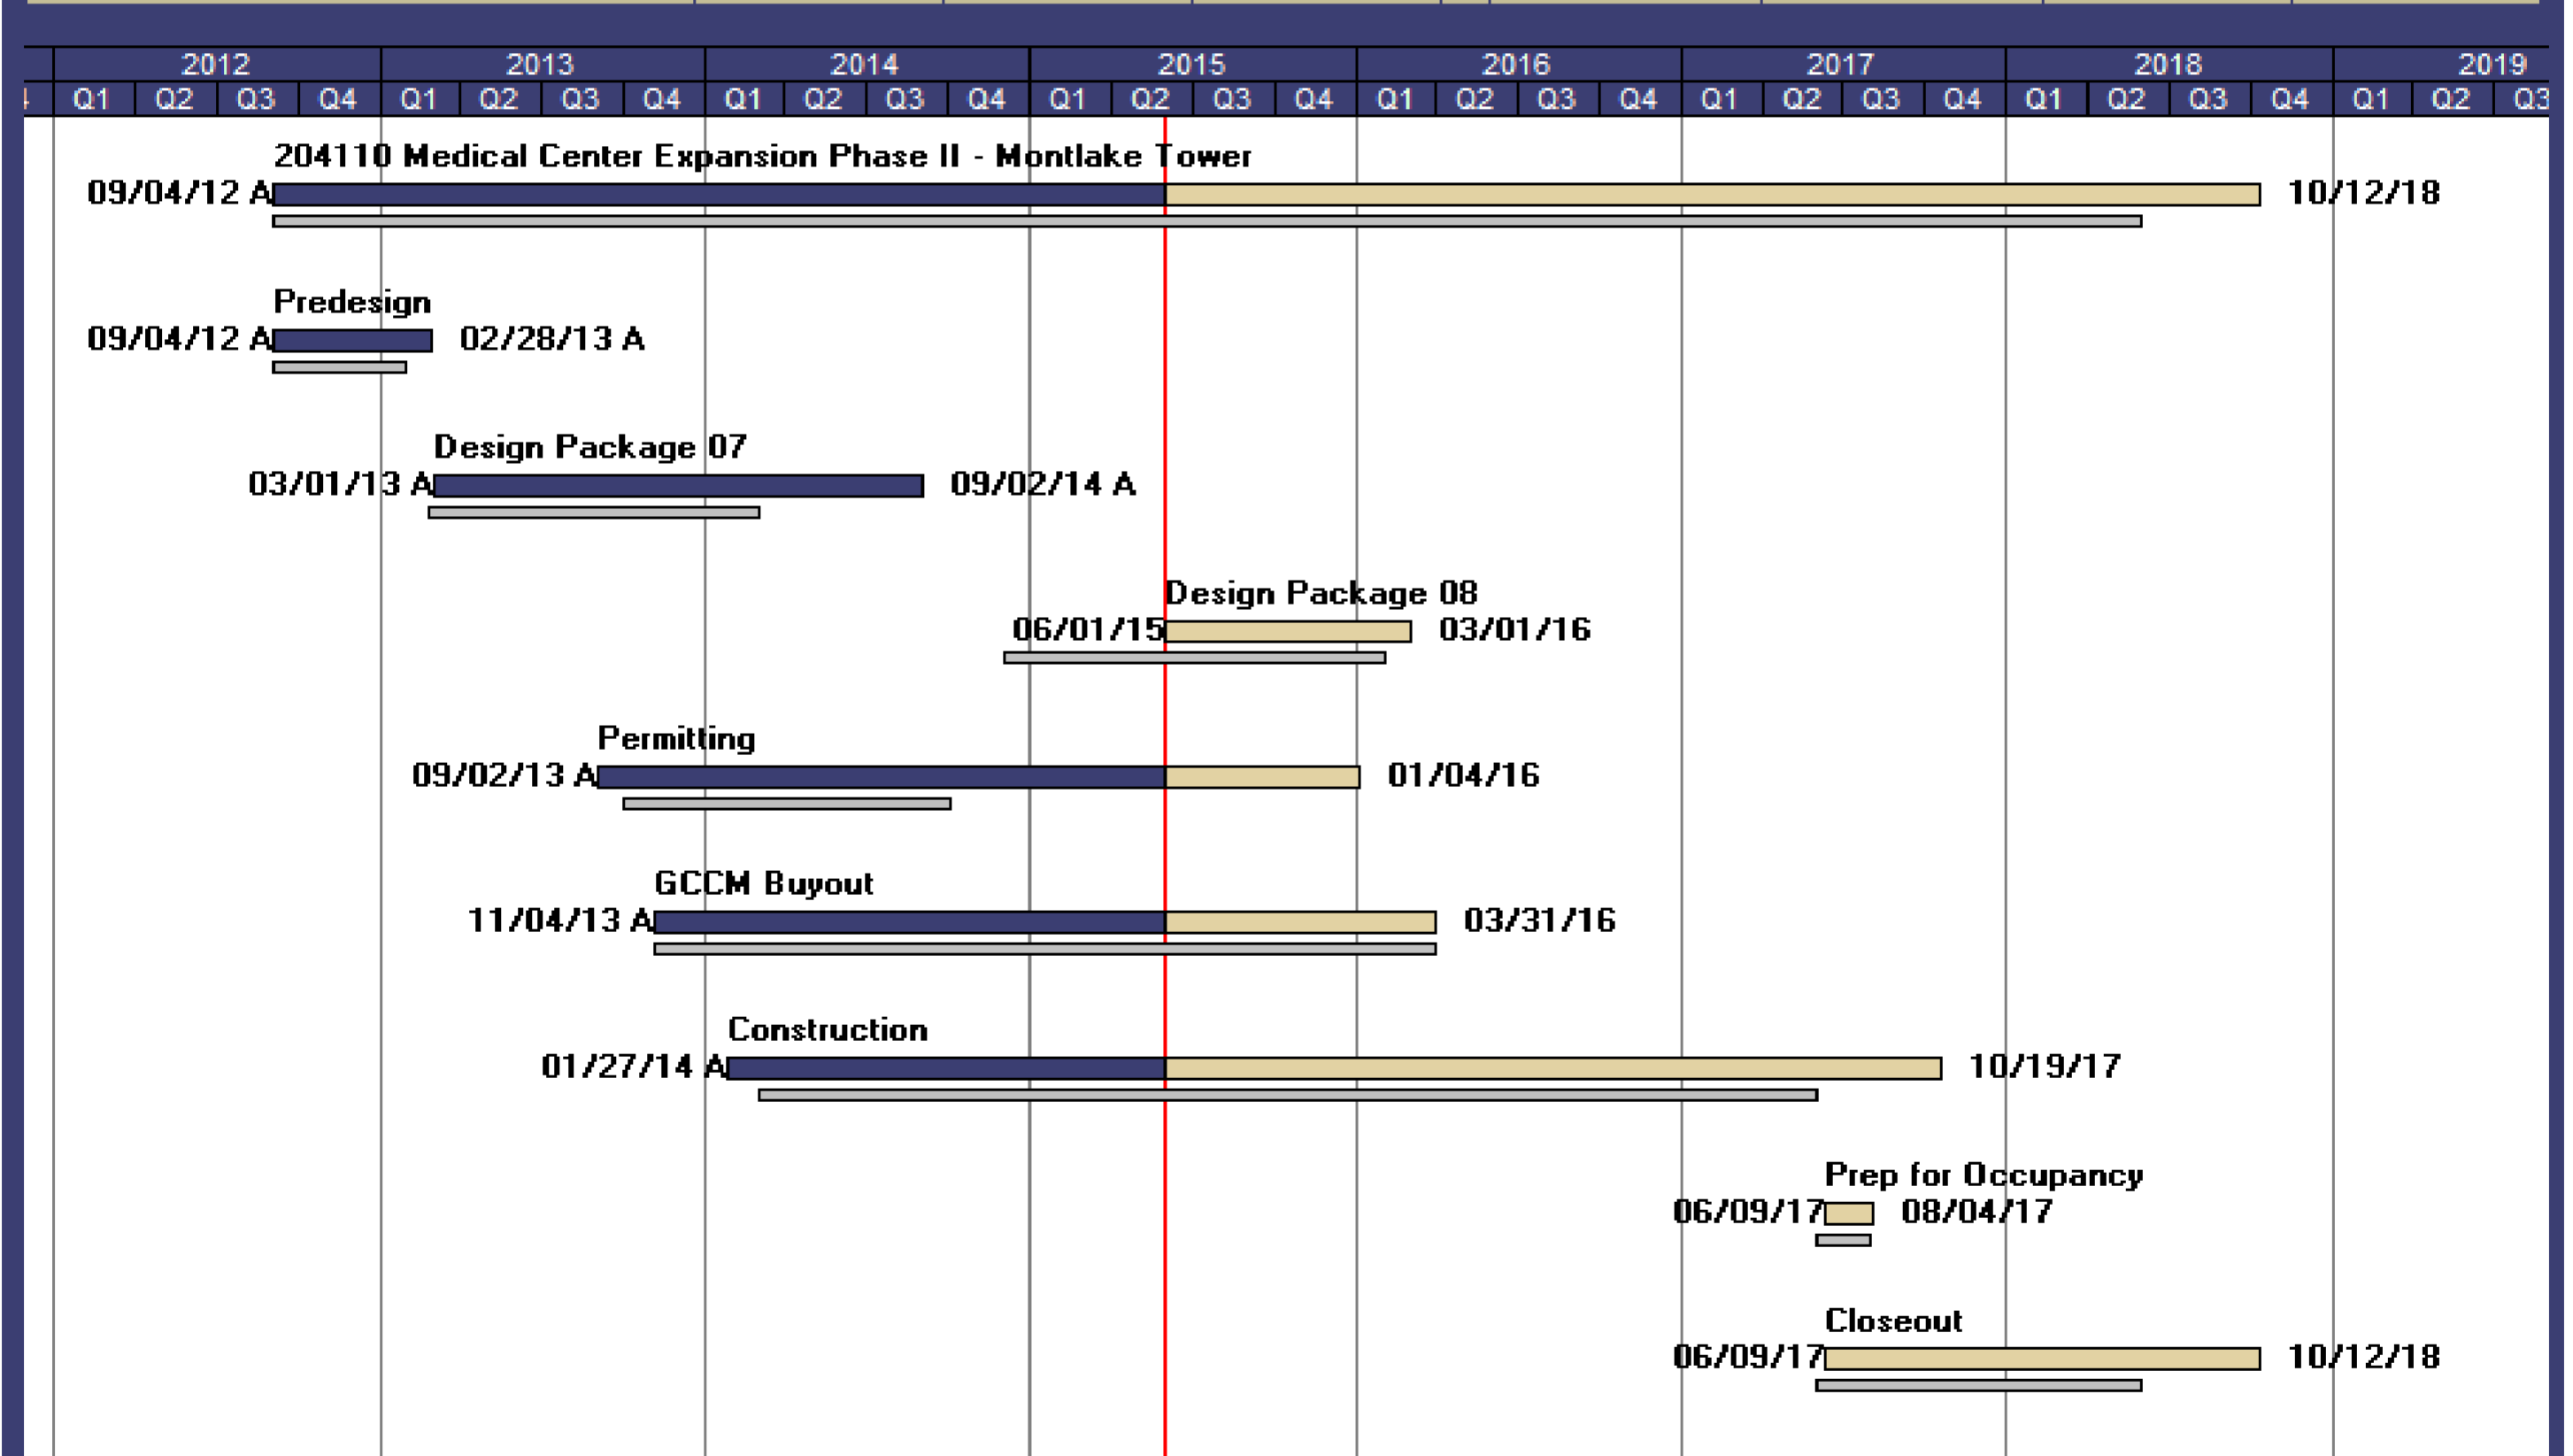 2012 2013 2014 2015 2016 2017 2018 2019
Q1 Q2 Q3 Q4 Q1 Q2 Q3 Q4 Q1 Q2 Q3 Q4 Q1 Q2 Q3 Q4 Q1 Q2 Q3 Q4 Q1 Q2 Q3 Q4 Q1 Q2 Q3 Q4 Q1 Q2 Q3
204110 Medical Center Expansion Phase II - Montlake Tower
09/04/12 A 10/12/18
Predesign
09/04/12 A 02/28/13 A
Design Package 07
03/01/13 A 09/02/14 A
Design Package 08
06/01/15 03/01/16
Permitting
09/02/13 A 01/04/16
GCCM Buyout
11/04/13 A 03/31/16
Construction
01/27/14 A 10/19/17
Prep for Occupancy
06/09/17 08/04/17
Closeout
06/09/17 10/12/18